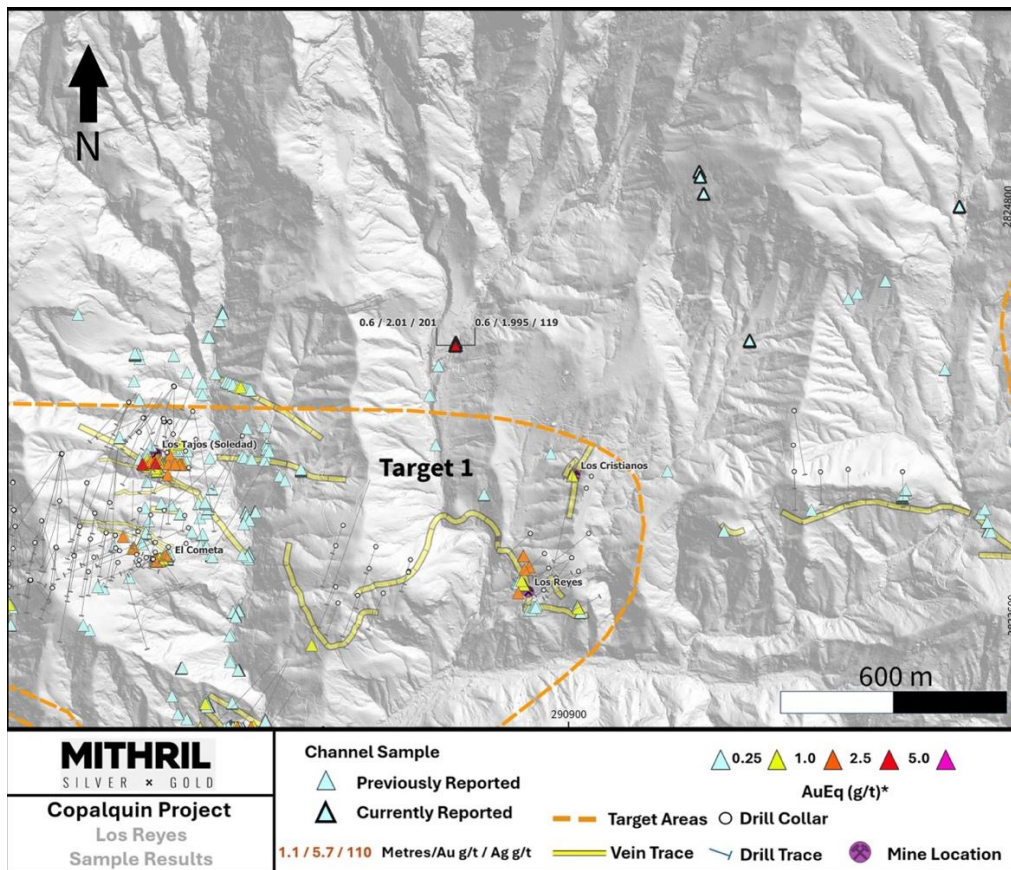 N
2824800
0.6 / 2.01 / 201
0.6 / 1.995 / 119
Los Tajos (Soledad)
Target 1
Los Cristianos
El Cometa
Los Reyes
600 m
290900
MITHRIL
SILVER × GOLD
Copalquin Project
Los Reyes
Sample Results
Channel Sample
Previously Reported
Currently Reported
1.1 / 5.7 / 110 Metres/Au g/t / Ag g/t
0.25 1.0 2.5 5.0
AuEq (g/t)*
Target Areas
Drill Collar
Vein Trace
Drill Trace
Mine Location